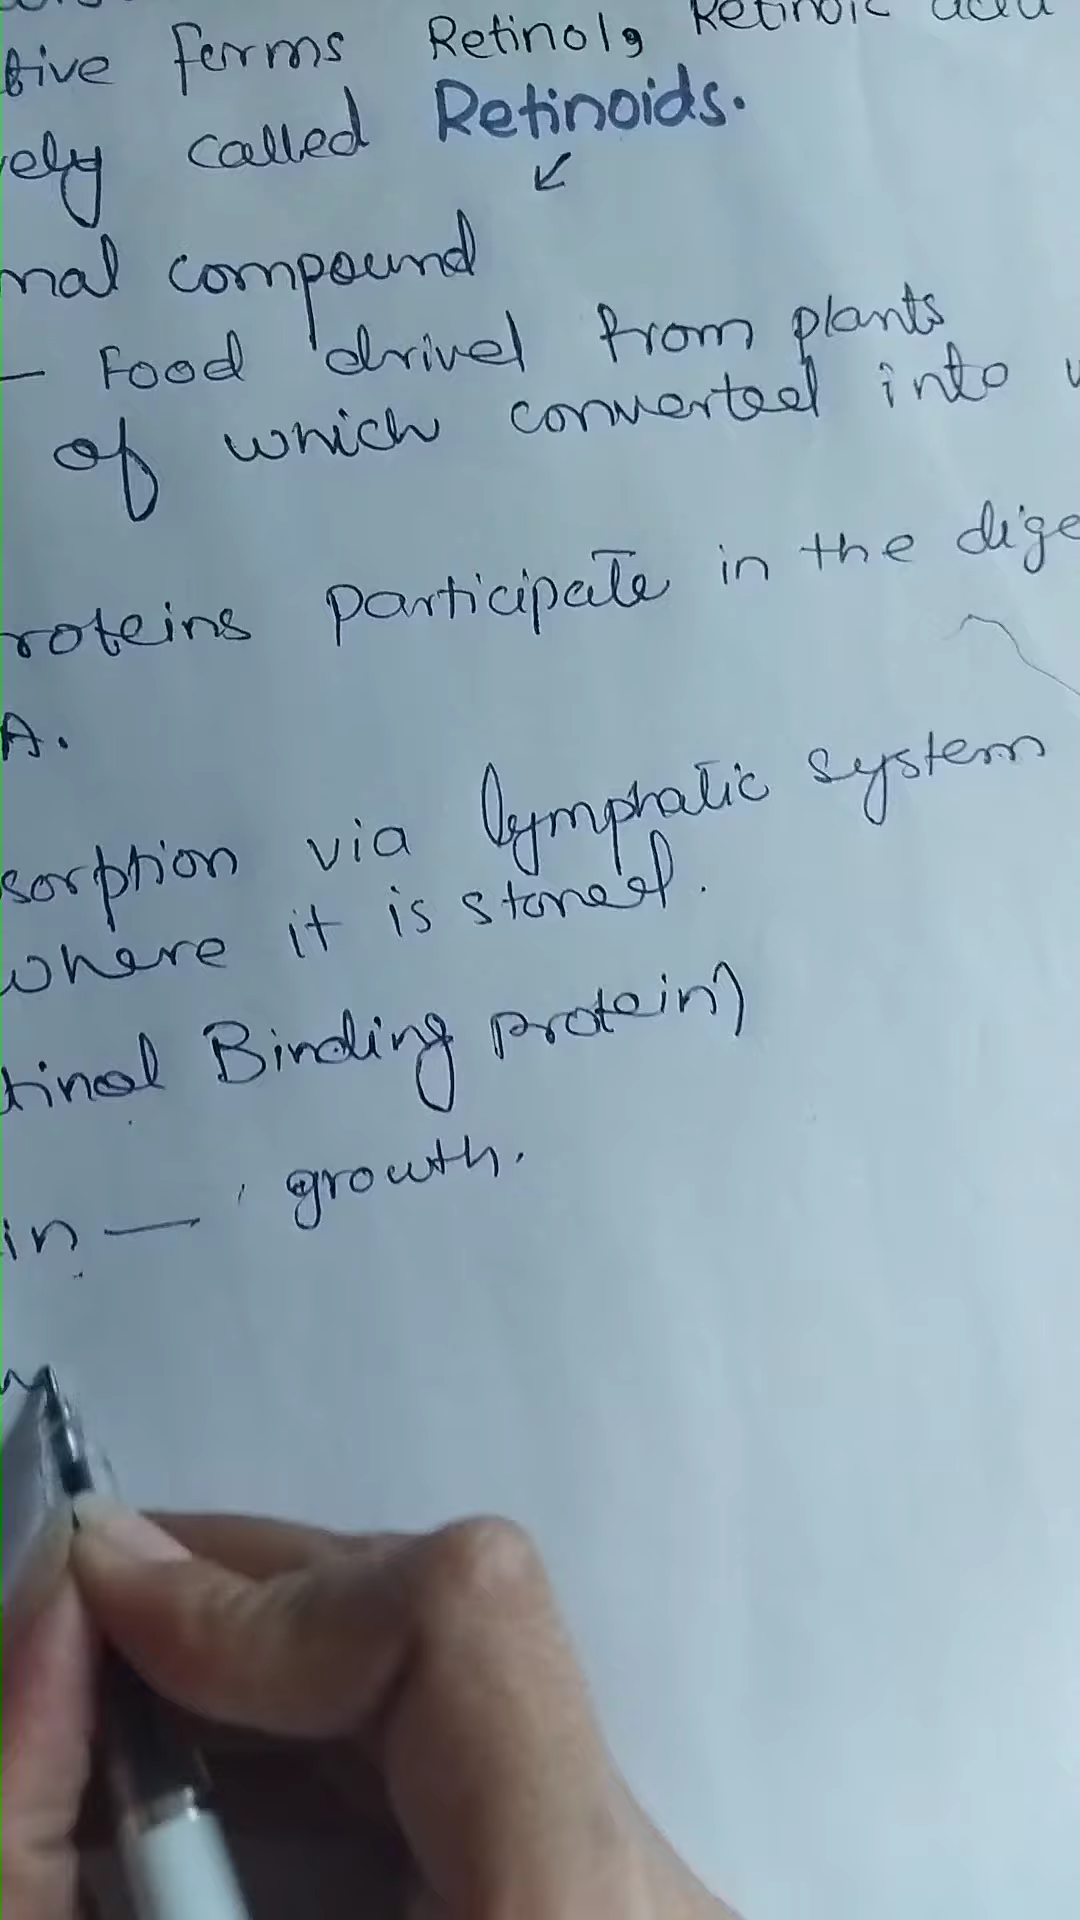 tive forms Retinol, Retinoic acid
ely called Retinoids.
nal compound
— Food drived from plants
of which converted into
roteins participate in the dige
A.
sorption via lymphatic system
where it is stored.
tinol Binding protein)
in — growth.